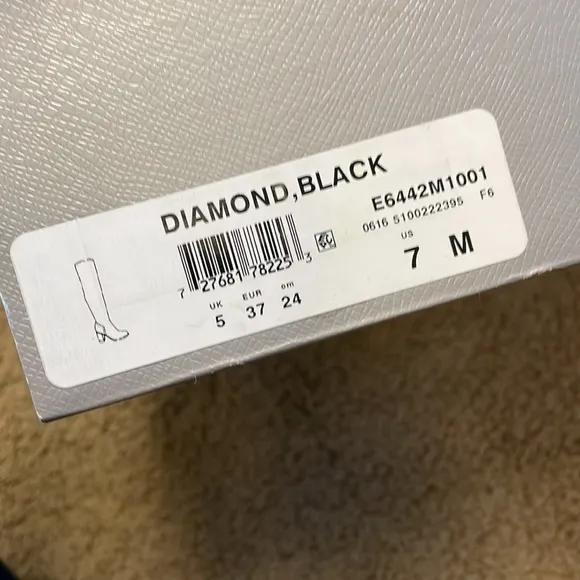 DIAMOND,BLACK
E6442M1001
0616 5100222395 F6
7 27681 78225 3
UK EUR cm
5 37 24
US
7 M